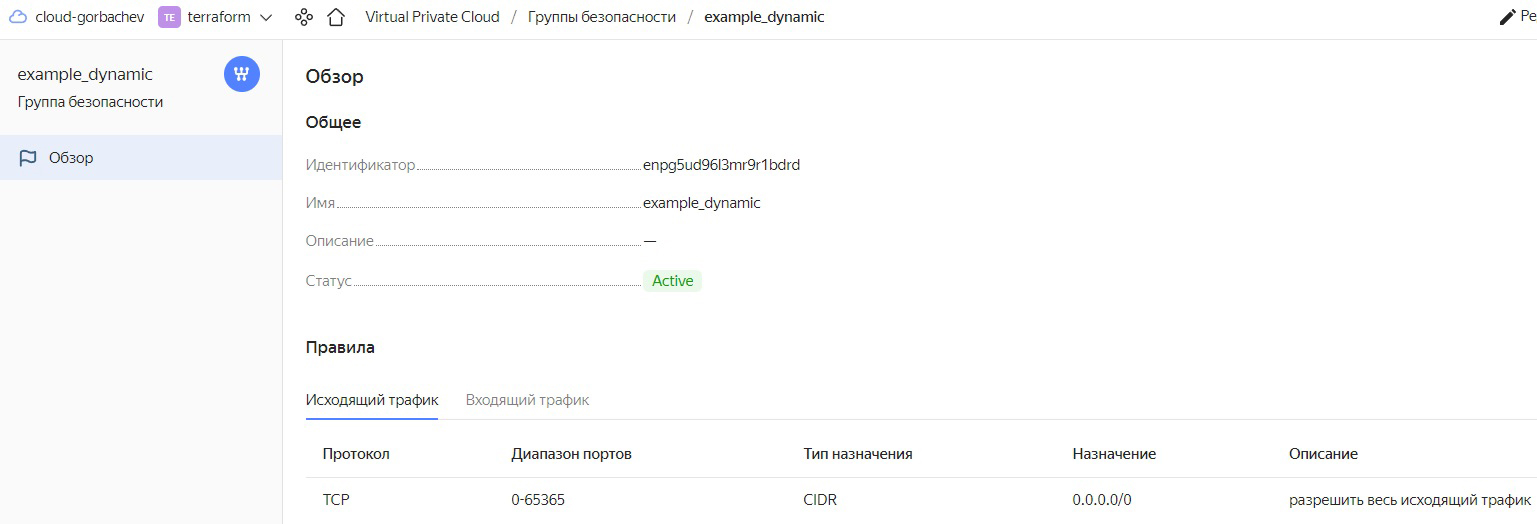 cloud-gorbachev TE terraform Virtual Private Cloud / Группы безопасности / example_dynamic Ре
example_dynamic
Группа безопасности
Обзор
Обзор
Общее
Идентификатор enpg5ud96l3mr9r1bdrd
Имя example_dynamic
Описание —
Статус Active
Правила
Исходящий трафик Входящий трафик
Протокол Диапазон портов Тип назначения Назначение Описание
TCP 0-65365 CIDR 0.0.0.0/0 разрешить весь исходящий трафик